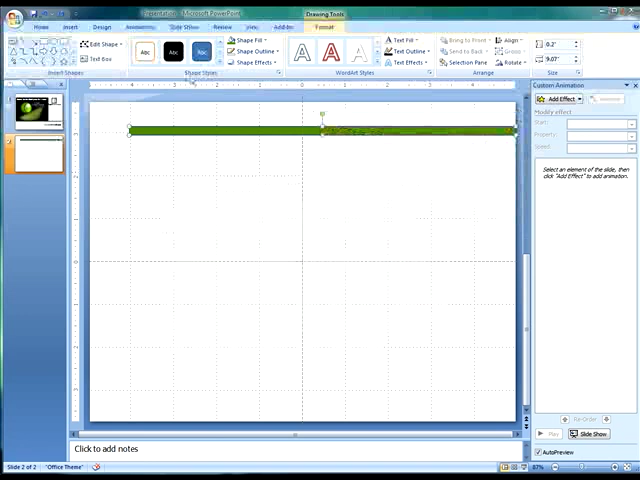 Presentation - Microsoft PowerPoint
Drawing Tools
Home Insert Design Animations Slide Show Review View Add-Ins Format
Edit Shape
Text Box
Abc Abc Abc
Shape Fill
Shape Outline
Shape Effects
Text Fill
Text Outline
Text Effects
Bring to Front
Send to Back
Selection Pane
Align
Group
Rotate
0.2"
9.07"
Insert Shapes Shape Styles WordArt Styles Arrange Size
Custom Animation
Add Effect
Modify effect
Start:
Property:
Speed:
Select an element of the slide, then
click "Add Effect" to add animation.
Re-Order
Play Slide Show
AutoPreview
Click to add notes
Slide 2 of 2 "Office Theme" 87%